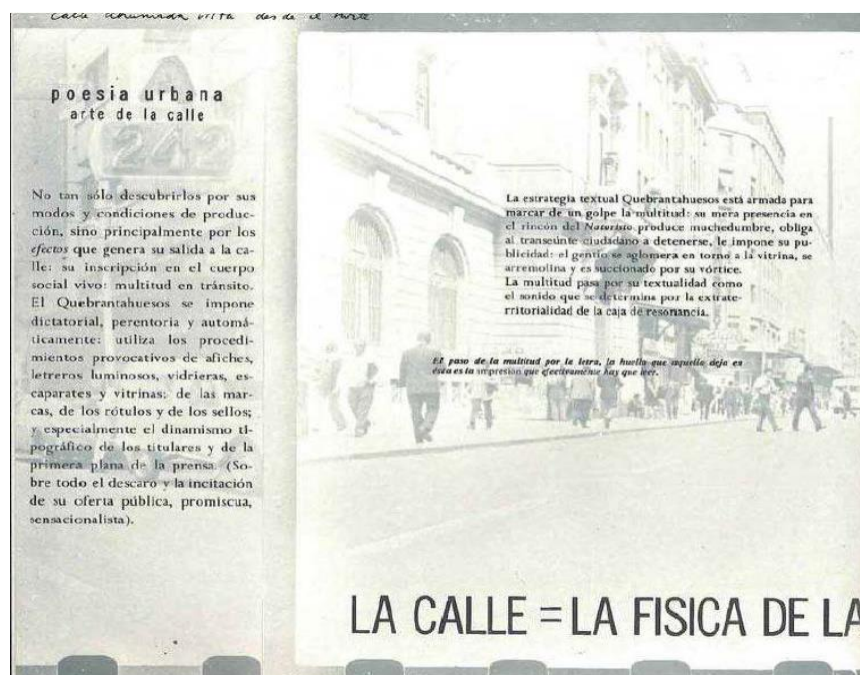 Calle Ahumada vista desde el norte
poesia urbana
arte de la calle
242
No tan sólo descubrirlos por sus
modos y condiciones de produc-
ción, sino principalmente por los
efectos que genera su salida a la ca-
lle: su inscripción en el cuerpo
social vivo: multitud en tránsito.
El Quebrantahuesos se impone
dictatorial, perentoria y automá-
ticamente: utiliza los procedi-
mientos provocativos de afiches,
letreros luminosos, vidrieras, es-
caparates y vitrinas: de las mar-
cas, de los rótulos y de los sellos;
y especialmente el dinamismo ti-
pográfico de los titulares y de la
primera plana de la prensa. (So-
bre todo el descaro y la incitación
de su oferta pública, promiscua,
sensacionalista).
La estrategia textual Quebrantahuesos está armada para
marcar de un golpe la multitud: su mera presencia en
el rincón del Naturista produce muchedumbre, obliga
al transeúnte ciudadano a detenerse, le impone su pu-
blicidad: el gentío se aglomera en torno a la vitrina, se
arremolina y es succionado por su vórtice.
La multitud pasa por su textualidad como
el sonido que se determina por la extrate-
rritorialidad de la caja de resonancia.
El paso de la multitud por la letra, la huella que aquello deja en
ésta es la impresión que efectivamente hay que leer.
LA CALLE = LA FISICA DE LA